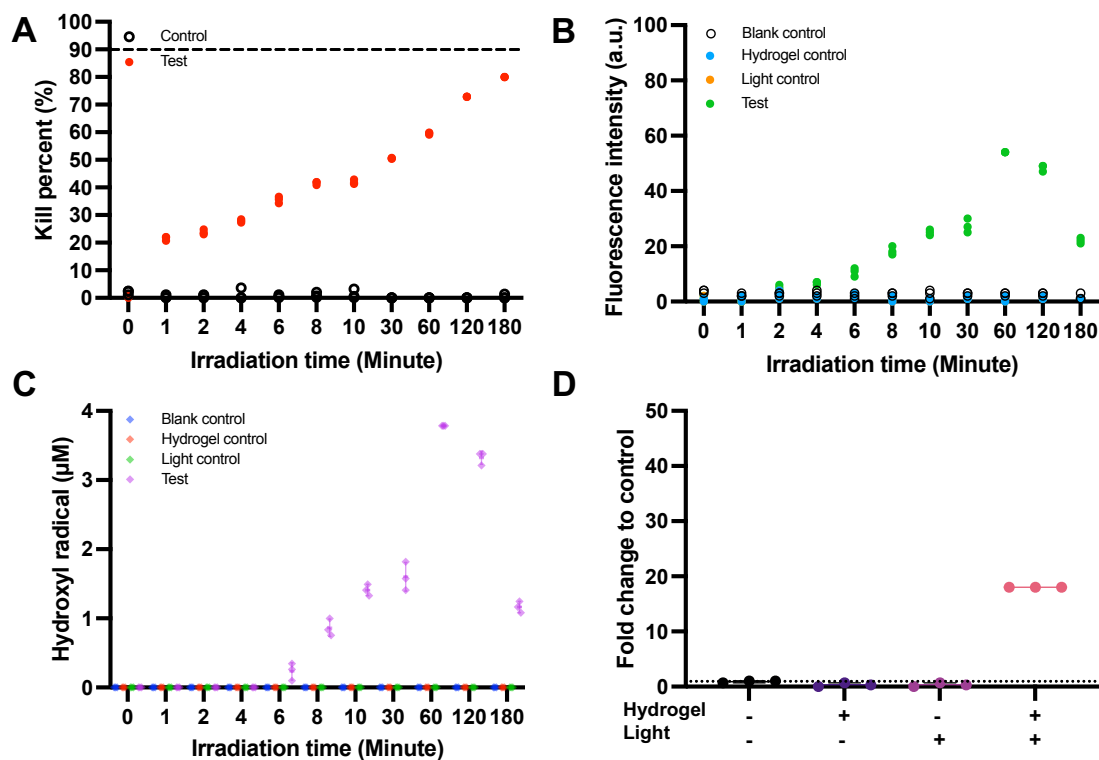 A
Kill percent (%)
100
90
80
70
60
50
40
30
20
10
0
Control
Test
0 1 2 4 6 8 10 30 60 120 180
Irradiation time (Minute)
B
Fluorescence intensity (a.u.)
100
80
60
40
20
0
Blank control
Hydrogel control
Light control
Test
0 1 2 4 6 8 10 30 60 120 180
Irradiation time (Minute)
C
Hydroxyl radical (μM)
4
3
2
1
0
Blank control
Hydrogel control
Light control
Test
0 1 2 4 6 8 10 30 60 120 180
Irradiation time (Minute)
D
Fold change to control
50
40
30
20
10
0
Hydrogel - + - +
Light - - + +